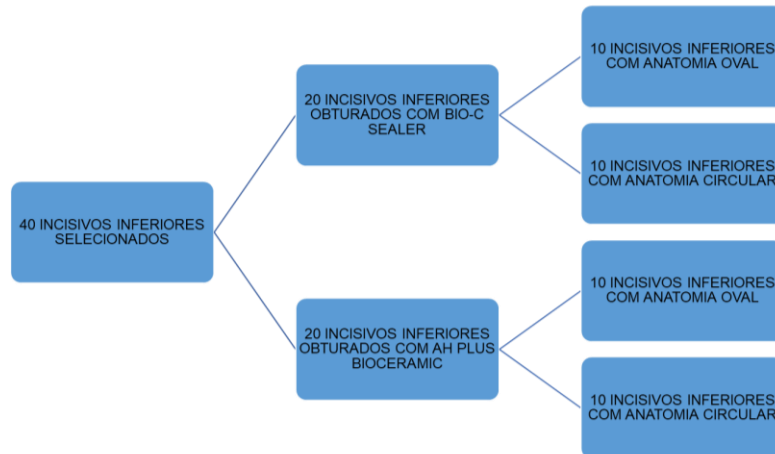 40 INCISIVOS INFERIORES
SELECIONADOS
20 INCISIVOS INFERIORES
OBTURADOS COM BIO-C
SEALER
10 INCISIVOS INFERIORES
COM ANATOMIA OVAL
10 INCISIVOS INFERIORES
COM ANATOMIA CIRCULAR
20 INCISIVOS INFERIORES
OBTURADOS COM AH PLUS
BIOCERAMIC
10 INCISIVOS INFERIORES
COM ANATOMIA OVAL
10 INCISIVOS INFERIORES
COM ANATOMIA CIRCULAR